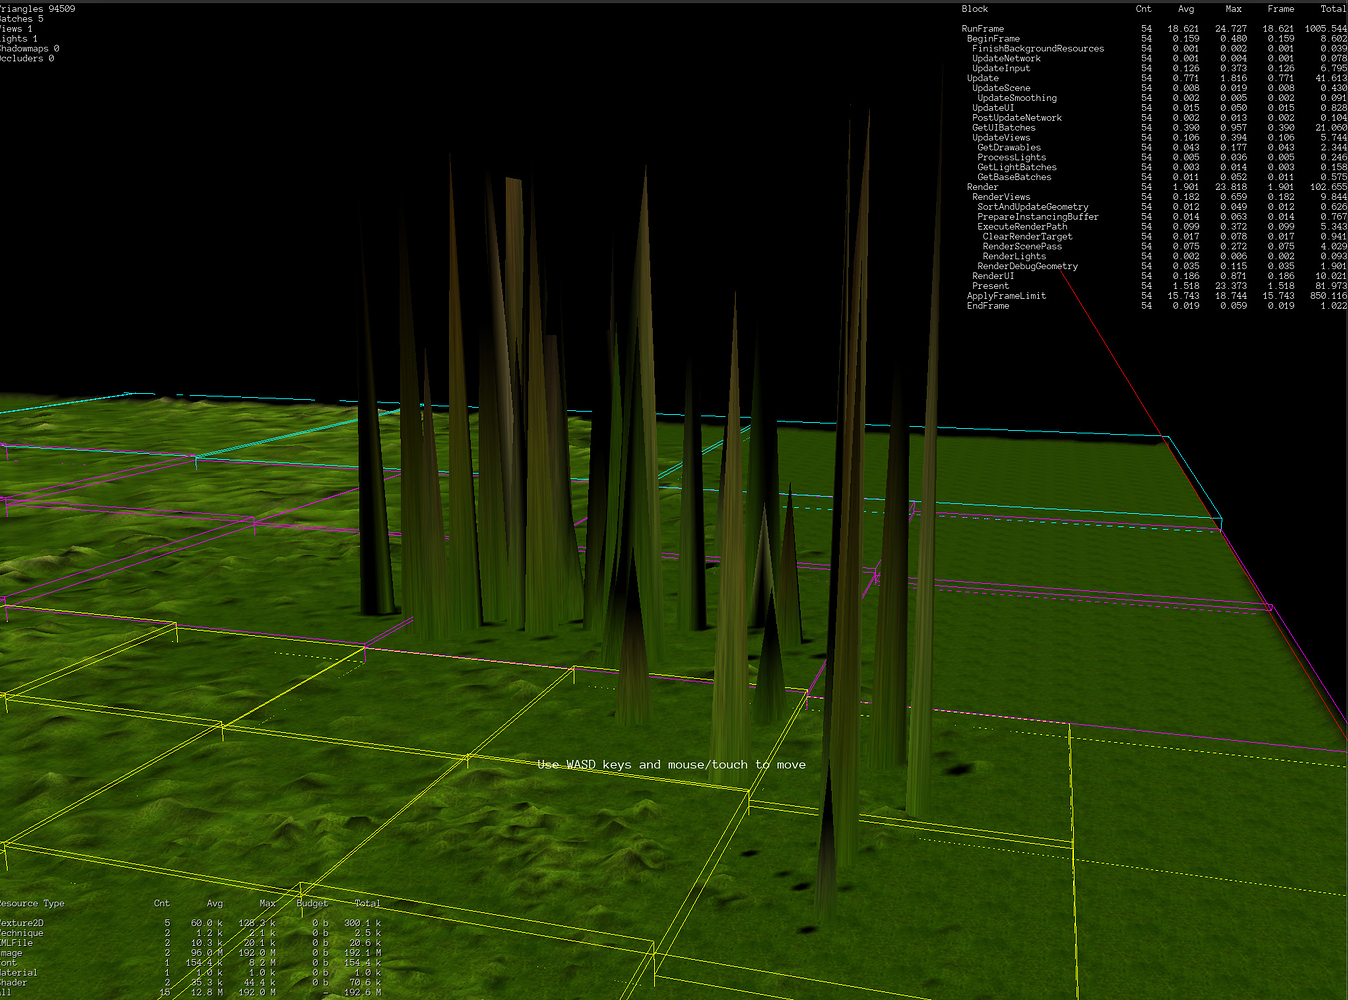 Triangles 94509
Batches 5
Views 1
Lights 1
Shadowmaps 0
Occluders 0
Block Cnt Avg Max Frame Total
RunFrame 54 18.621 24.727 18.621 1005.544
BeginFrame 54 0.159 0.480 0.159 8.602
FinishBackgroundResources 54 0.001 0.002 0.001 0.039
UpdateNetwork 54 0.001 0.004 0.001 0.078
UpdateInput 54 0.126 0.373 0.126 6.795
Update 54 0.771 1.816 0.771 41.613
UpdateScene 54 0.008 0.019 0.008 0.430
UpdateSmoothing 54 0.002 0.005 0.002 0.091
UpdateUI 54 0.015 0.050 0.015 0.828
PostUpdateNetwork 54 0.002 0.013 0.002 0.104
GetUIBatches 54 0.390 0.957 0.390 21.060
UpdateViews 54 0.106 0.394 0.106 5.744
GetDrawables 54 0.043 0.177 0.043 2.344
ProcessLights 54 0.005 0.036 0.005 0.246
GetLightBatches 54 0.003 0.014 0.003 0.158
GetBaseBatches 54 0.011 0.052 0.011 0.575
Render 54 1.901 23.818 1.901 102.655
RenderViews 54 0.182 0.659 0.182 9.844
SortAndUpdateGeometry 54 0.012 0.049 0.012 0.626
PrepareInstancingBuffer 54 0.014 0.063 0.014 0.767
ExecuteRenderPath 54 0.099 0.372 0.099 5.343
ClearRenderTarget 54 0.017 0.078 0.017 0.941
RenderScenePass 54 0.075 0.272 0.075 4.029
RenderLights 54 0.002 0.006 0.002 0.093
RenderDebugGeometry 54 0.035 0.115 0.035 1.901
RenderUI 54 0.186 0.871 0.186 10.021
Present 54 1.518 23.373 1.518 81.973
ApplyFrameLimit 54 15.743 18.744 15.743 850.116
EndFrame 54 0.019 0.059 0.019 1.022
Use WASD keys and mouse/touch to move
Resource Type Cnt Avg Max Budget Total
Texture2D 5 60.0 k 128.3 k 0 b 300.1 k
Technique 2 1.2 k 2.1 k 0 b 2.5 k
XMLFile 2 10.3 k 20.1 k 0 b 20.6 k
Image 2 96.0 M 192.0 M 0 b 192.1 M
Font 1 154.4 k 8.2 M 0 b 154.4 k
Material 1 1.0 k 1.0 k 0 b 1.0 k
Shader 2 35.3 k 44.4 k 0 b 70.6 k
All 15 12.8 M 192.0 M - 192.6 M